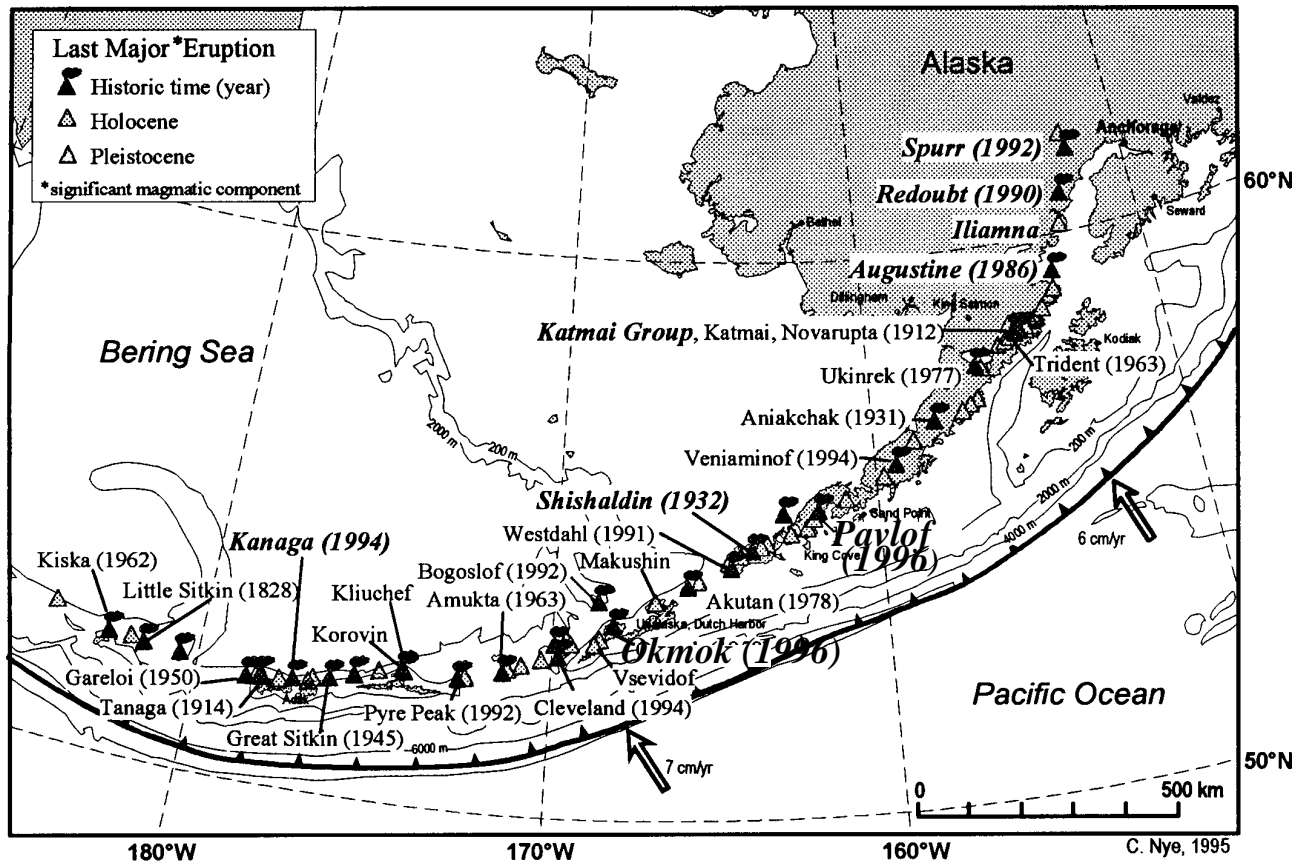 Last Major *Eruption
Historic time (year)
Holocene
Pleistocene
*significant magmatic component
Alaska
Valdez
Anchorage
Spurr (1992)
60°N
Redoubt (1990)
Seward
Bethel
Iliamna
Augustine (1986)
Dillingham
King Salmon
Katmai Group, Katmai, Novarupta (1912)
Kodiak
Bering Sea
Trident (1963)
Ukinrek (1977)
Aniakchak (1931)
2000 m
200 m
200 m
Veniaminof (1994)
2000 m
Shishaldin (1932)
Sand Point
4000 m
6 cm/yr
Westdahl (1991)
Pavlof
(1996)
King Cove
Kanaga (1994)
Kiska (1962)
Bogoslof (1992)
Makushin
Little Sitkin (1828)
Kliuchef
Amukta (1963)
Akutan (1978)
Unalaska, Dutch Harbor
Korovin
Okmok (1996)
Gareloi (1950)
Vsevidof
Adak
Pacific Ocean
Tanaga (1914)
Pyre Peak (1992)
Cleveland (1994)
Great Sitkin (1945)
6000 m
7 cm/yr
50°N
0
500 km
180°W
170°W
160°W
C. Nye, 1995